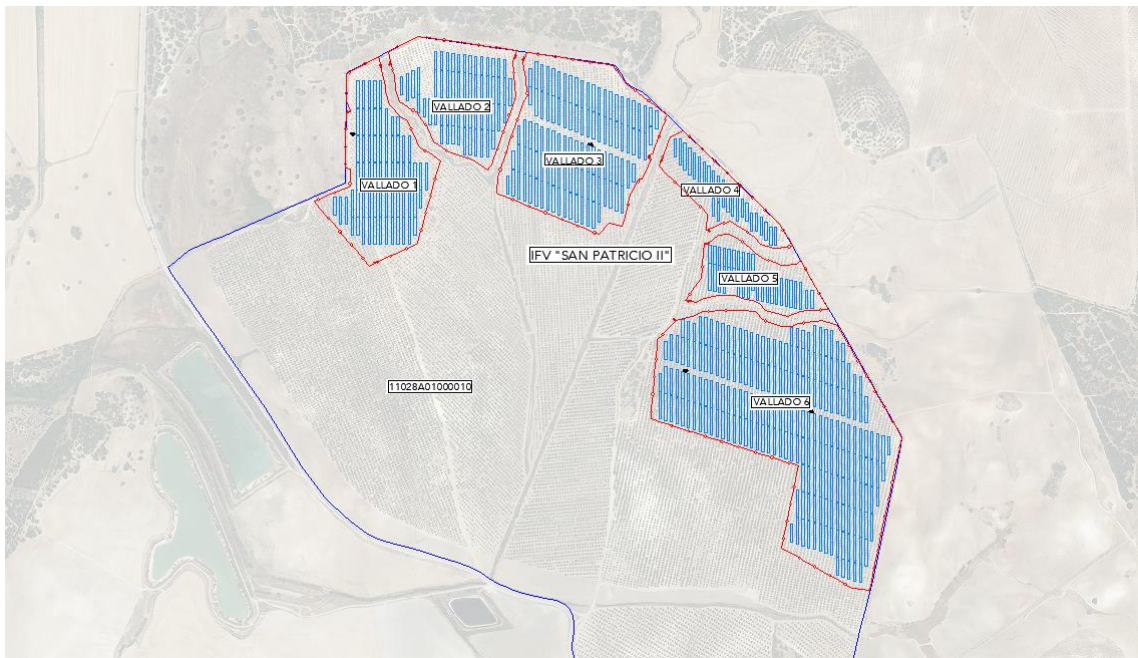 VALLADO 2
VALLADO 3
VALLADO 1
VALLADO 4
IFV "SAN PATRICIO II"
VALLADO 5
11028A01000010
VALLADO 6